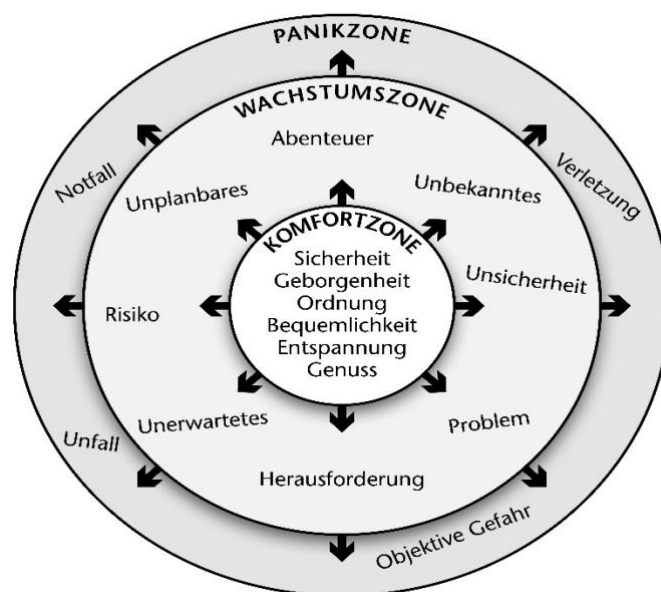 PANIKZONE
WACHSTUMSZONE
Abenteuer
Notfall
Unplanbares
Unbekanntes
Verletzung
KOMFORTZONE
Sicherheit
Geborgenheit
Ordnung
Bequemlichkeit
Entspannung
Genuss
Unsicherheit
Risiko
Unerwartetes
Problem
Unfall
Herausforderung
Objektive Gefahr